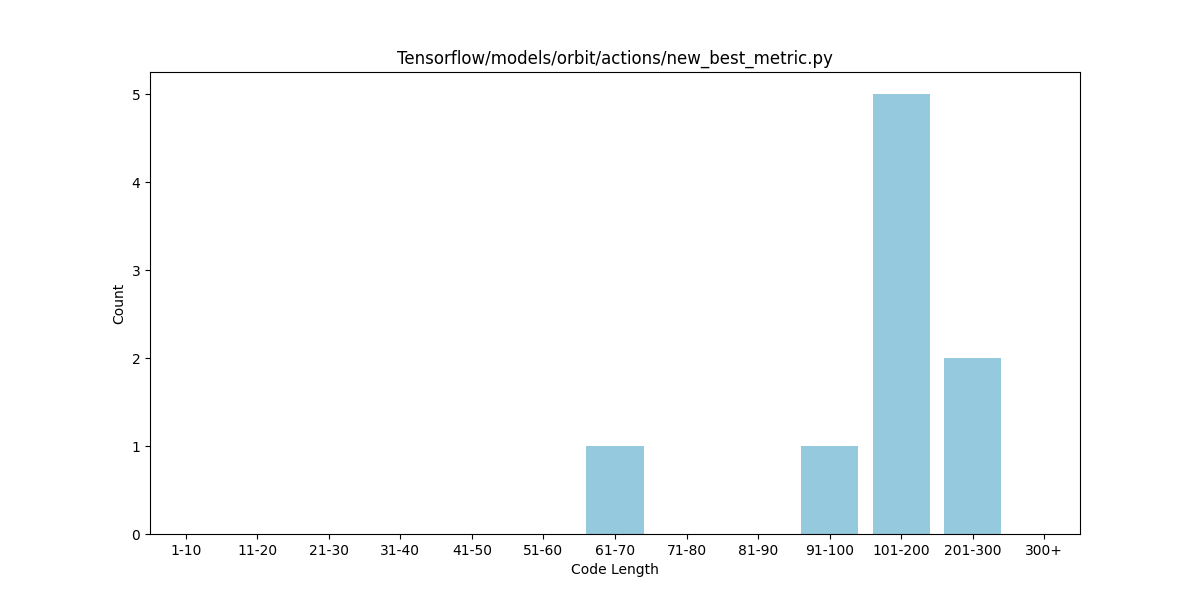 Tensorflow/models/orbit/actions/new_best_metric.py
5
4
3
2
1
0
Count
1-10 11-20 21-30 31-40 41-50 51-60 61-70 71-80 81-90 91-100 101-200 201-300 300+
Code Length